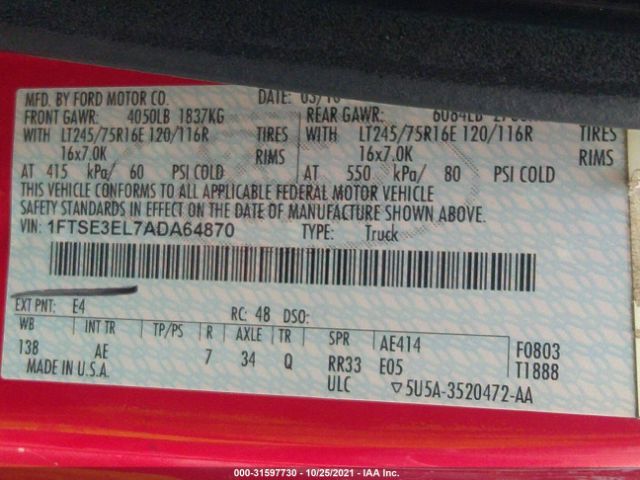 MFD. BY FORD MOTOR CO. DATE:
FRONT GAWR: 4050LB 1837KG REAR GAWR: 6084LB
WITH LT245/75R16E 120/116R TIRES WITH LT245/75R16E 120/116R TIRES
16x7.0K RIMS 16x7.0K RIMS
AT 415 kPa/ 60 PSI COLD AT 550 kPa/ 80 PSI COLD
THIS VEHICLE CONFORMS TO ALL APPLICABLE FEDERAL MOTOR VEHICLE
SAFETY STANDARDS IN EFFECT ON THE DATE OF MANUFACTURE SHOWN ABOVE.
VIN: 1FTSE3EL7ADA64870 TYPE: Truck
EXT PNT: E4 RC: 48 DSO:
WB INT TR TP/PS R AXLE TR SPR AE414 F0803
138 AE 7 34 Q RR33 E05 T1888
ULC ▽5U5A-3520472-AA
000-31597730 - 10/25/2021 - IAA Inc.